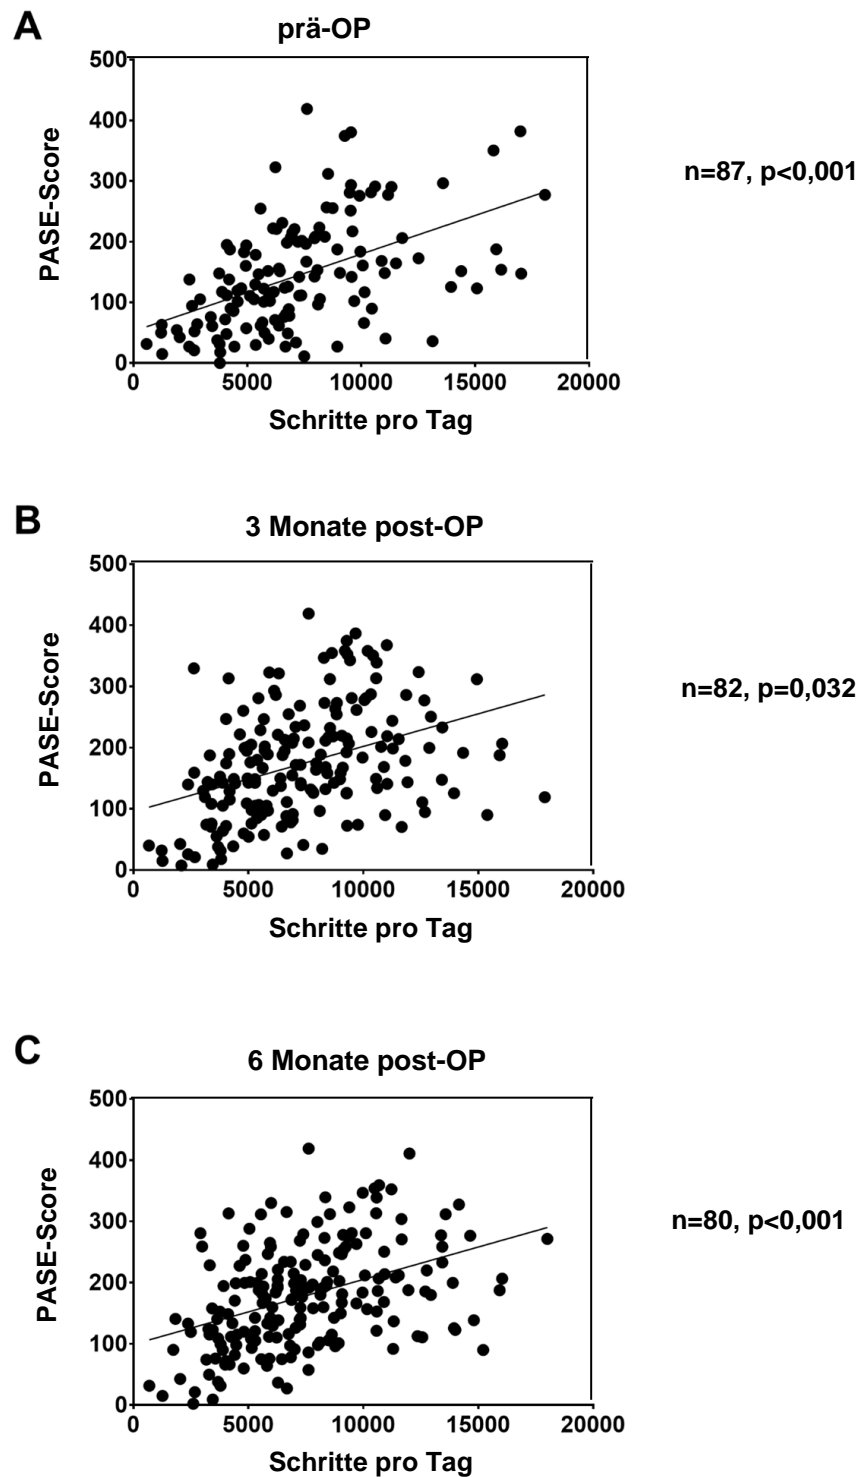 A
prä-OP
500
400
300
200
100
0
PASE-Score
0 5000 10000 15000 20000
Schritte pro Tag
n=87, p<0,001
B
3 Monate post-OP
500
400
300
200
100
0
PASE-Score
0 5000 10000 15000 20000
Schritte pro Tag
n=82, p=0,032
C
6 Monate post-OP
500
400
300
200
100
0
PASE-Score
0 5000 10000 15000 20000
Schritte pro Tag
n=80, p<0,001